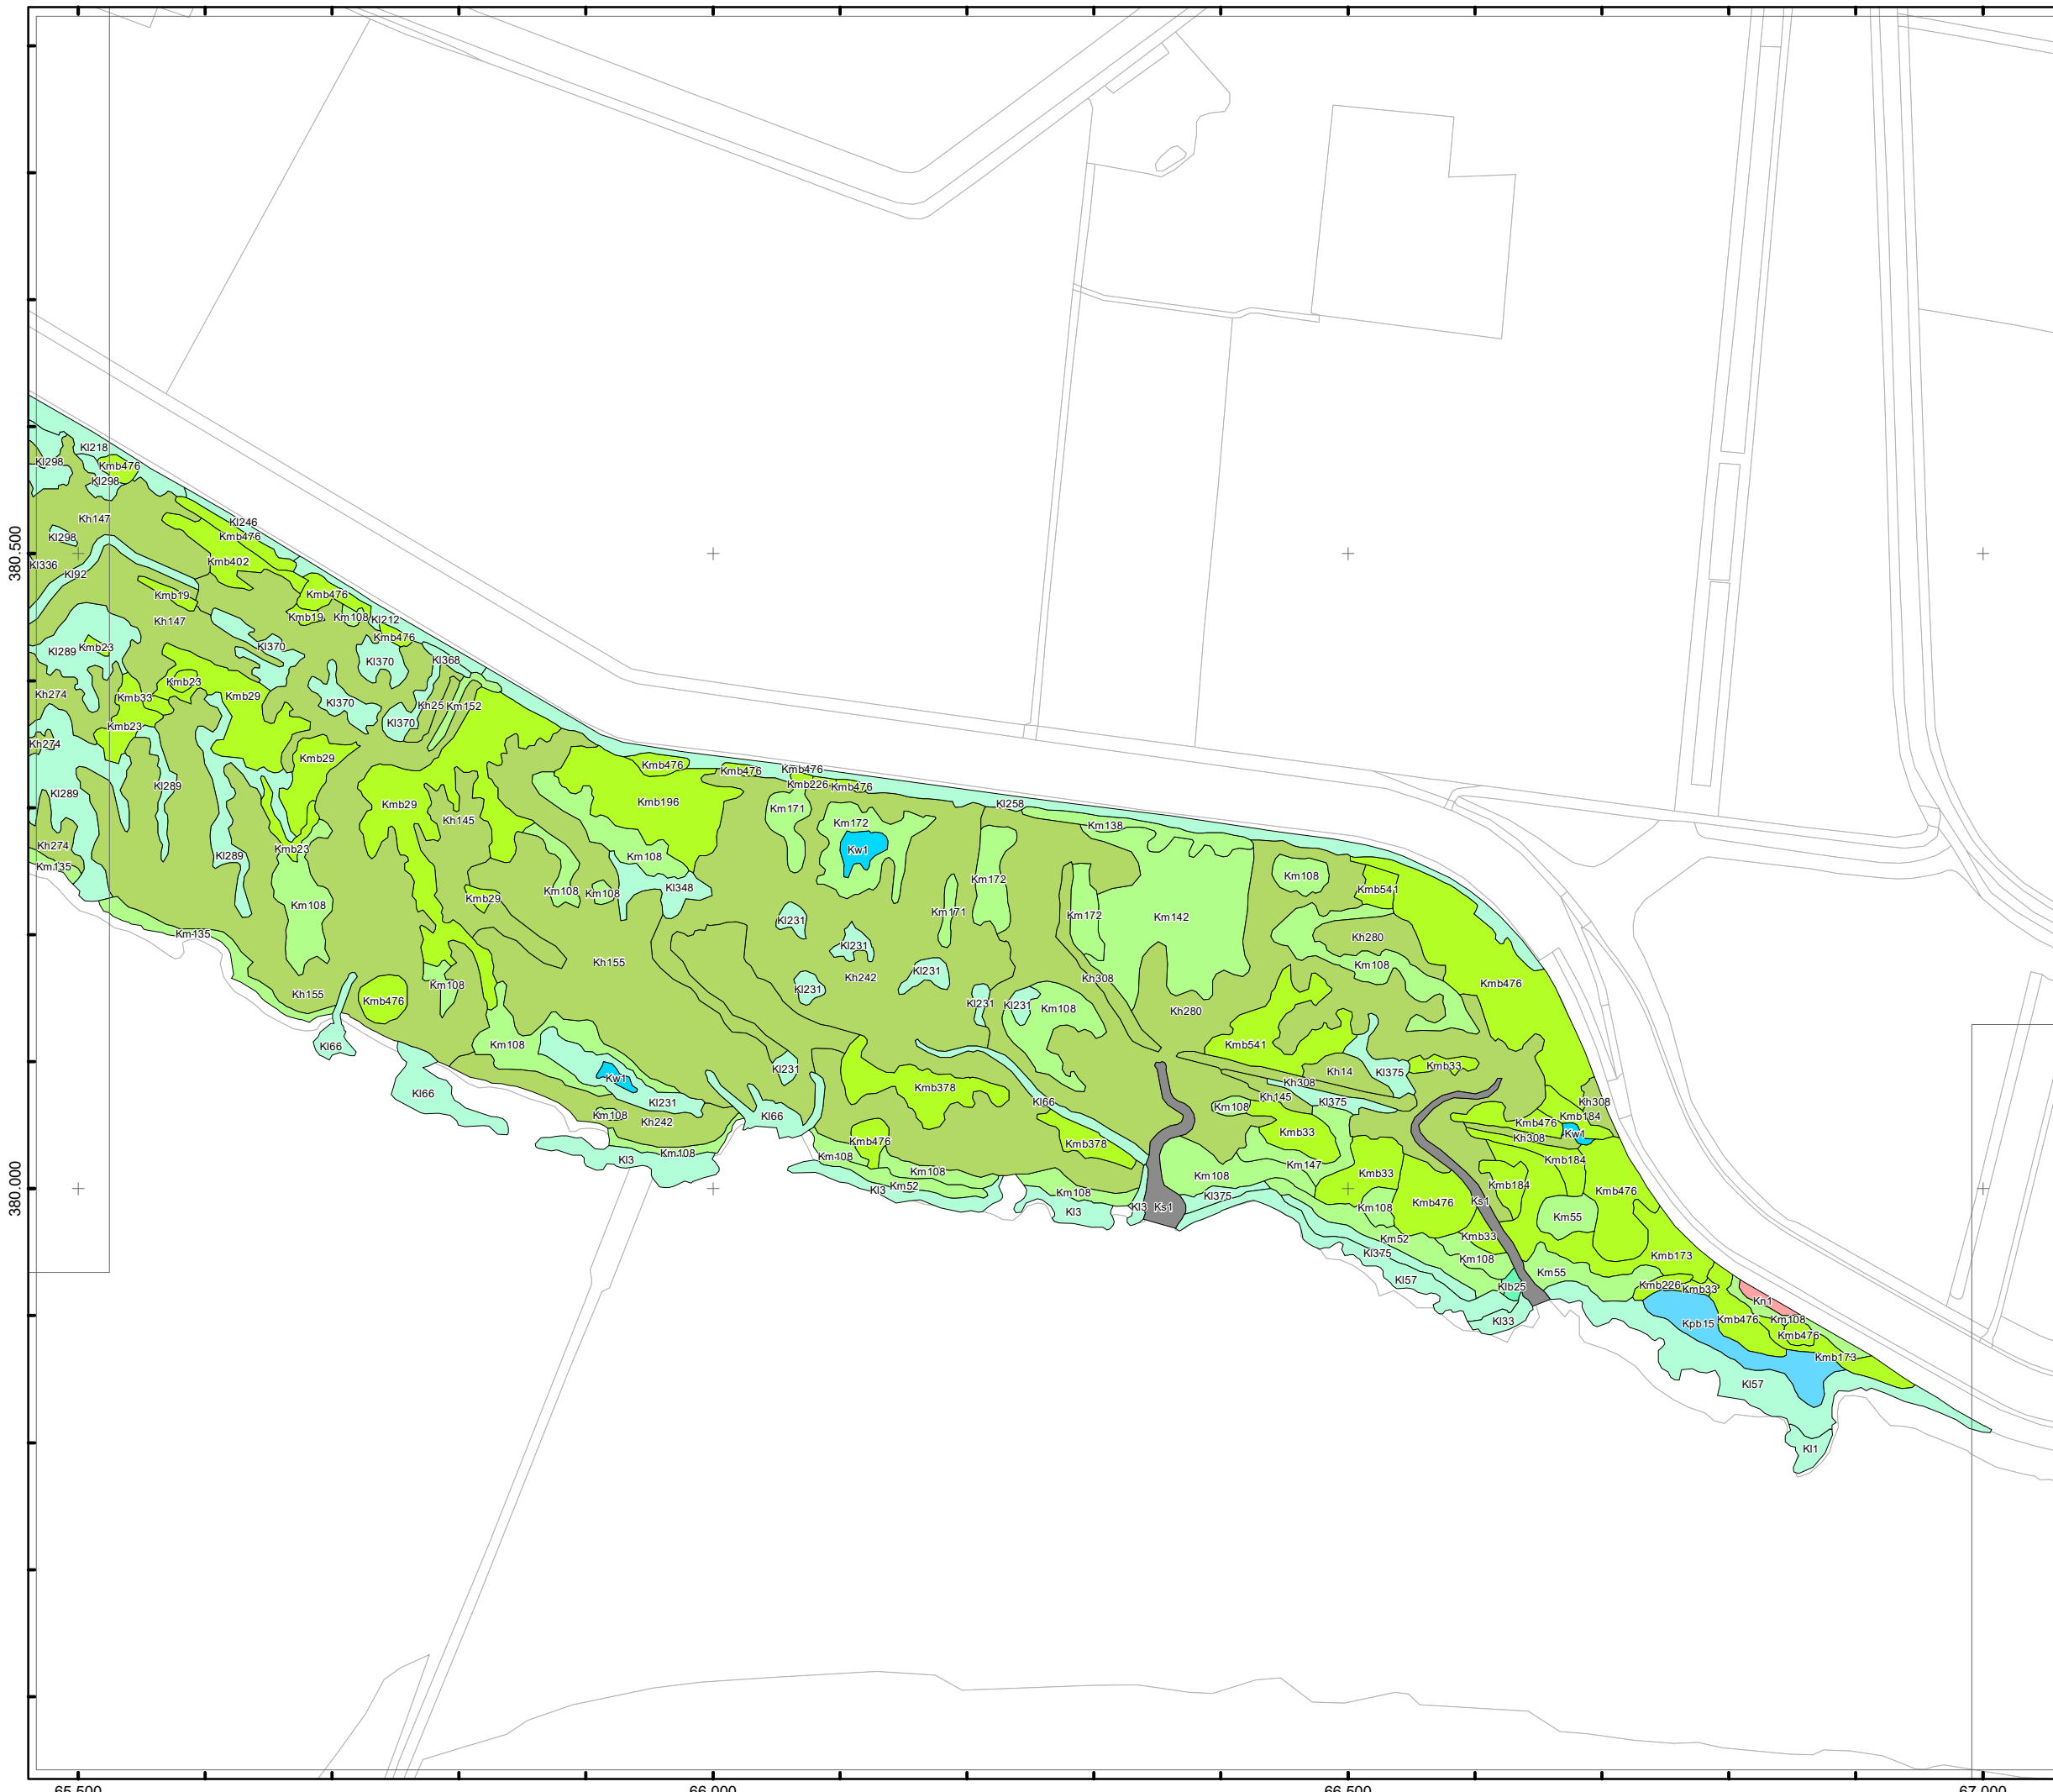 Kl218
Kl298
Kmb476
Kl298
Kh147
Kl246
Kl298
Kmb476
380.500
Kl336
Kl92
Kmb402
Kmb19
Kmb476
Kh147
Kmb19
Km108
Kl212
Kmb476
Kl289
Kmb23
Kl370
Kl370
Kl368
Kh274
Kmb33
Kmb23
Kmb29
Kl370
Kh25
Km152
Kmb23
Kl370
Kh274
Kmb29
Kmb476
Kmb476
Kmb476
Kl289
Kl289
Kmb226
Kmb476
Kmb29
Kmb196
Kl258
Kh145
Km171
Km172
Km138
Kh274
Kmb23
Kl289
Km108
Kw1
Km135
Km108
Km172
Km108
Kmb541
Kl348
Km108
Km108
Kmb29
Km108
Kl231
Km171
Km172
Km142
Km135
Kl231
Kh280
Kh155
Kh242
Kl231
Km108
Kh308
Kh155
Kmb476
Km108
Kl231
Kl231
Kl231
Km108
Kh280
Kmb476
Kl66
Km108
Kmb541
Kw1
Kl231
Kmb378
Kh14
Kl375
Kmb33
Kl66
Kl231
Kl66
Kh308
Kh145
Kl375
Kh308
Km108
Kh242
Kl66
Km108
Kmb476
Kmb184
Kmb476
Kmb378
Kmb33
Kh308
Kw1
Kl3
Km108
Km108
Km108
Km147
Kmb184
380.000
Kl3
Km52
Km108
Km108
Kl375
Kmb33
Kmb184
Kmb476
Kl3
Kl3
Ks1
Km108
Kmb476
Ks1
Km55
Km52
Kl375
Kmb33
Km108
Kmb173
Kl57
Klb25
Km55
Kmb226
Kmb33
Kn1
Kl33
Kpb15
Kmb476
Km108
Kmb476
Kmb173
Kl57
Kl1
65.500
66.000
66.500
67.000